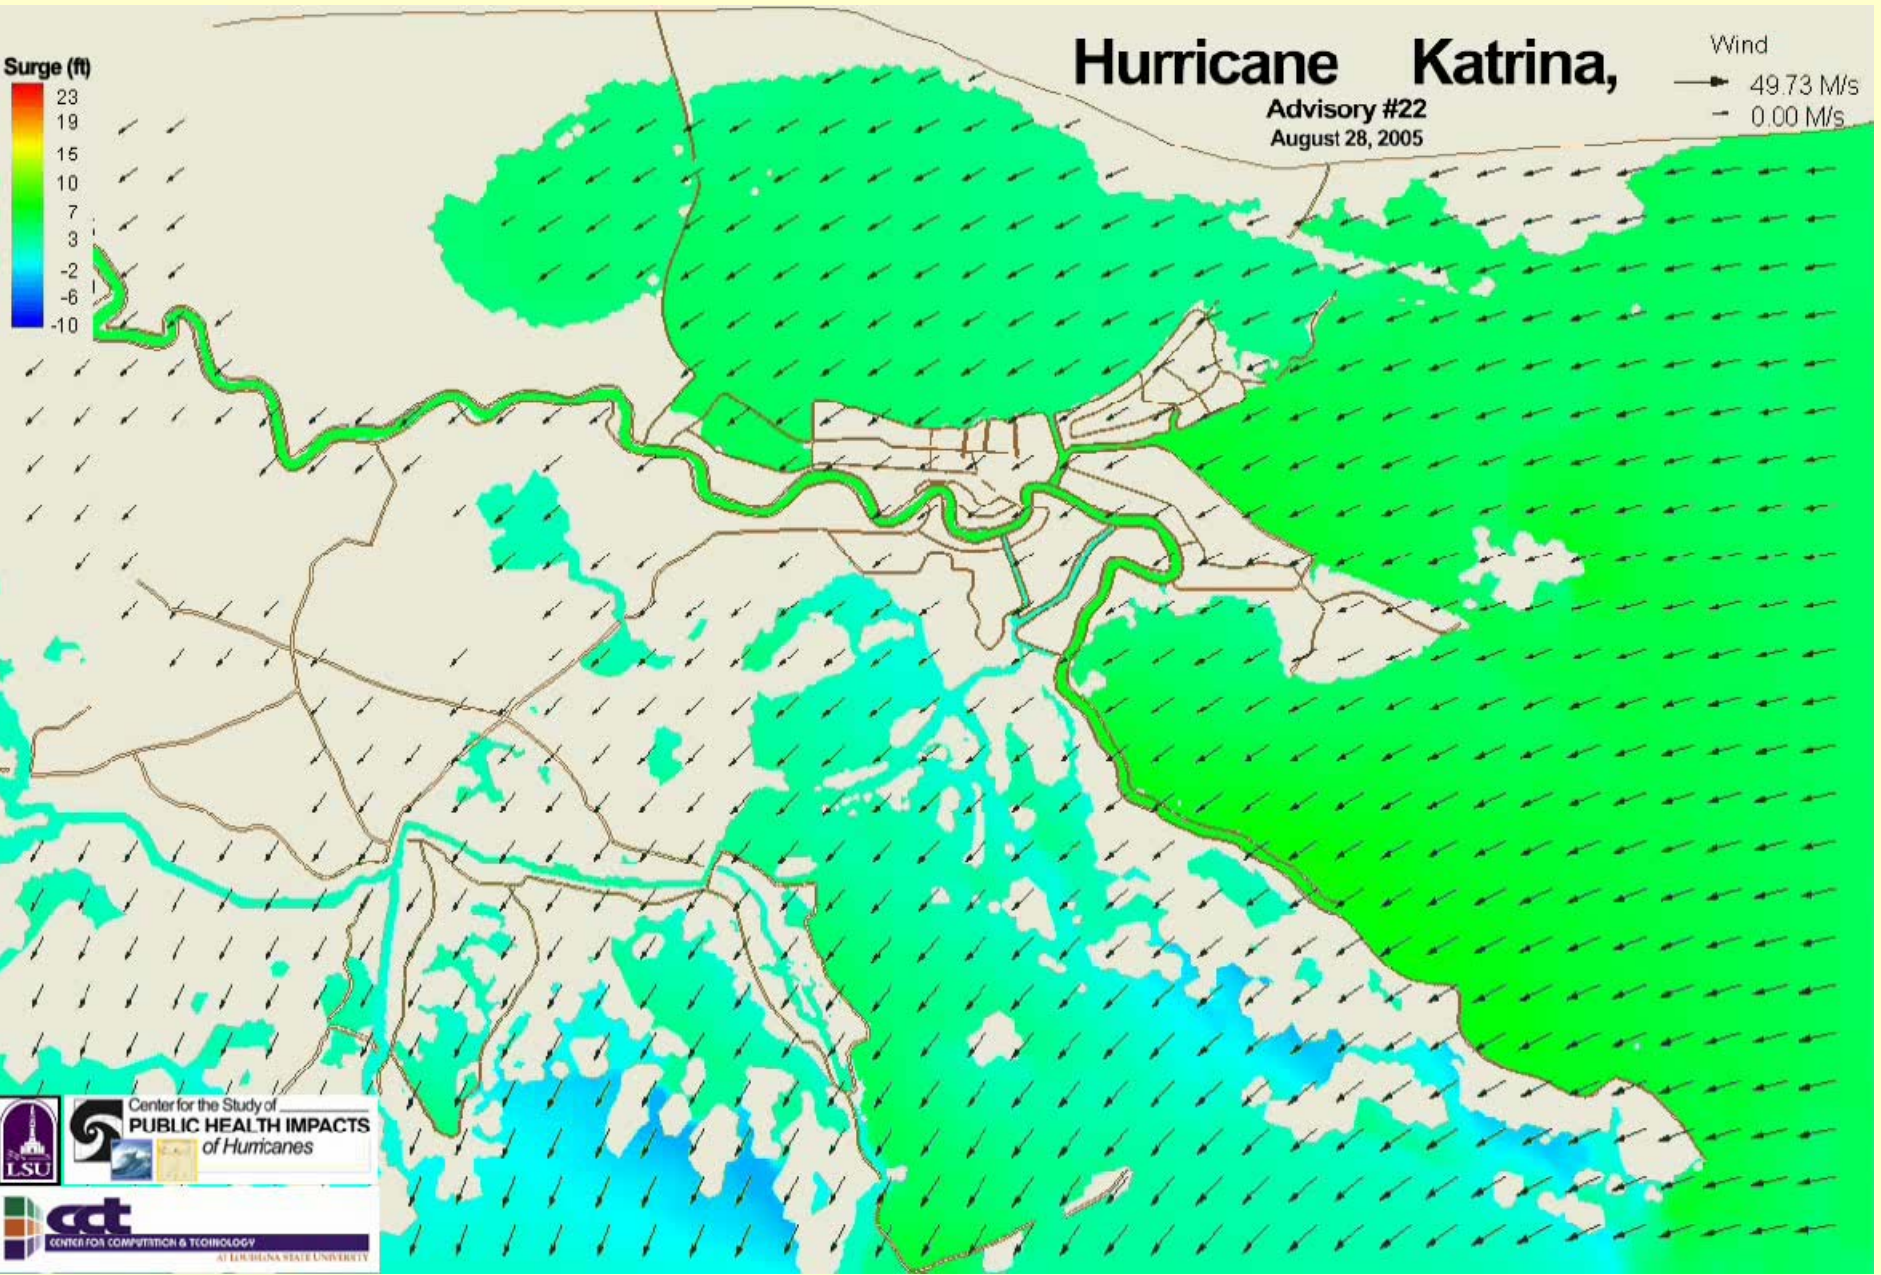 Hurricane Katrina,
Advisory #22
August 28, 2005
Wind
49.73 M/s
0.00 M/s
Surge (ft)
23
19
15
10
7
3
-2
-6
-10
LSU
Center for the Study of
PUBLIC HEALTH IMPACTS
of Hurricanes
cct
CENTER FOR COMPUTATION & TECHNOLOGY
AT LOUISIANA STATE UNIVERSITY